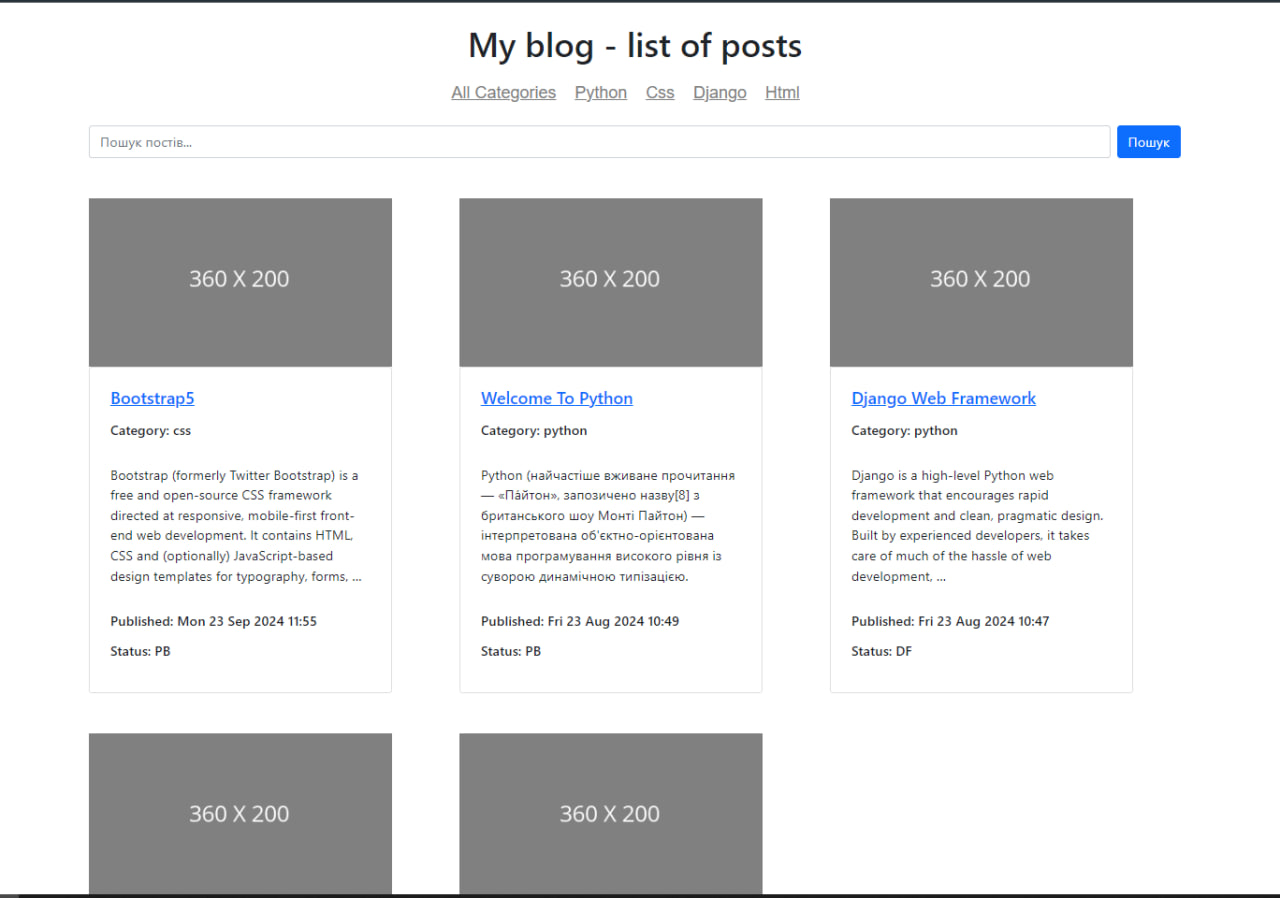 My blog - list of posts
All Categories Python Css Django Html
Пошук постів...
Пошук
360 X 200
360 X 200
360 X 200
Bootstrap5
Category: css
Bootstrap (formerly Twitter Bootstrap) is a
free and open-source CSS framework
directed at responsive, mobile-first front-
end web development. It contains HTML,
CSS and (optionally) JavaScript-based
design templates for typography, forms, ...
Published: Mon 23 Sep 2024 11:55
Status: PB
Welcome To Python
Category: python
Python (найчастіше вживане прочитання
— «Па́йтон», запозичено назву[8] з
британського шоу Монті Пайтон) —
інтерпретована об'єктно-орієнтована
мова програмування високого рівня із
суворою динамічною типізацією.
Published: Fri 23 Aug 2024 10:49
Status: PB
Django Web Framework
Category: python
Django is a high-level Python web
framework that encourages rapid
development and clean, pragmatic design.
Built by experienced developers, it takes
care of much of the hassle of web
development, ...
Published: Fri 23 Aug 2024 10:47
Status: DF
360 X 200
360 X 200